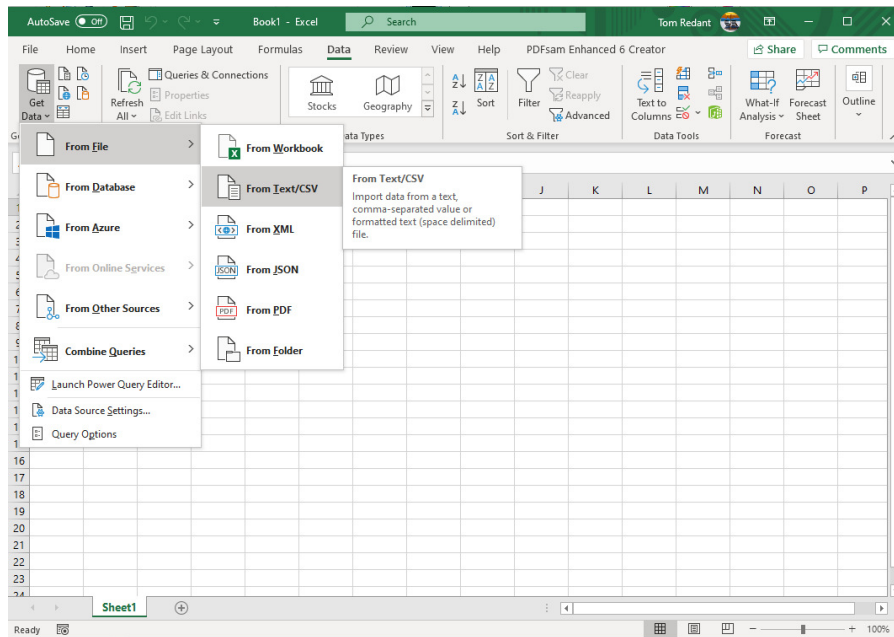 AutoSave Off Book1 - Excel Search Tom Redant
File Home Insert Page Layout Formulas Data Review View Help PDFsam Enhanced 6 Creator Share Comments
Get Data
Refresh All
Queries & Connections
Properties
Edit Links
Stocks
Geography
Sort
Filter
Clear
Reapply
Advanced
Text to Columns
What-If Analysis
Forecast Sheet
Outline
ata Types
Sort & Filter
Data Tools
Forecast
From File
From Database
From Azure
From Online Services
From Other Sources
Combine Queries
Launch Power Query Editor...
Data Source Settings...
Query Options
From Workbook
From Text/CSV
From XML
JSON From JSON
PDF From PDF
From Folder
From Text/CSV
Import data from a text,
comma-separated value or
formatted text (space delimited)
file.
J K L M N O P
16
17
18
19
20
21
22
23
24
Sheet1
Ready 100%